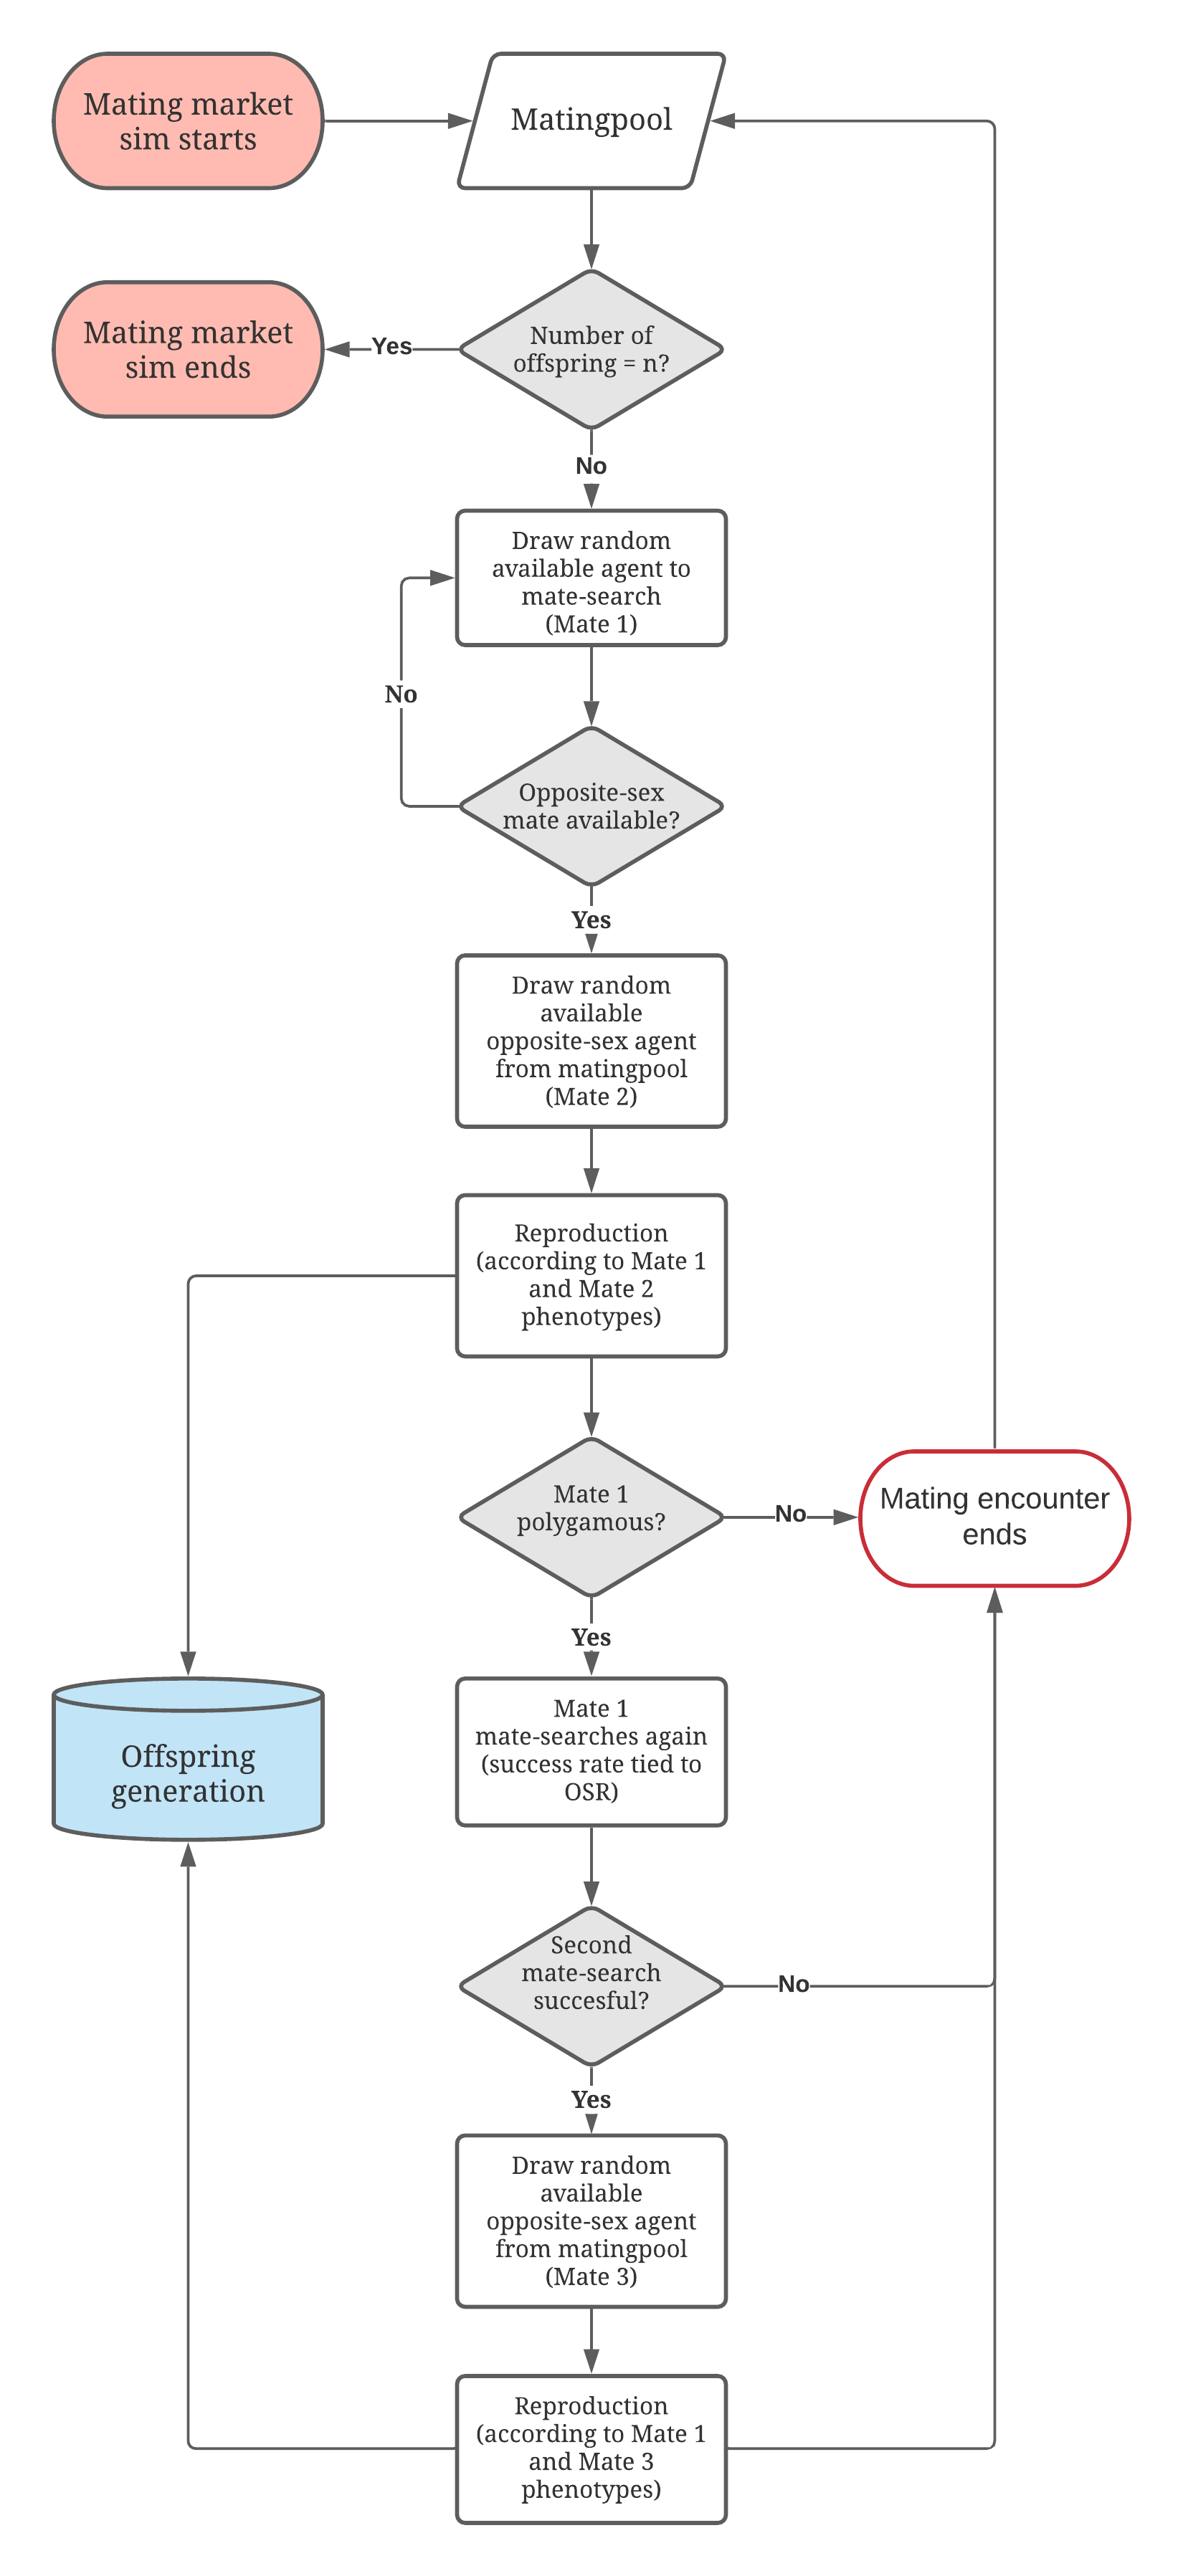 Mating market
sim starts
Matingpool
Mating market
sim ends
Yes
Number of
offspring = n?
No
Draw random
available agent to
mate-search
(Mate 1)
No
Opposite-sex
mate available?
Yes
Draw random
available
opposite-sex agent
from matingpool
(Mate 2)
Reproduction
(according to Mate 1
and Mate 2
phenotypes)
Mate 1
polygamous?
No
Mating encounter
ends
Yes
Mate 1
mate-searches again
(success rate tied to
OSR)
Offspring
generation
Second
mate-search
succesful?
No
Yes
Draw random
available
opposite-sex agent
from matingpool
(Mate 3)
Reproduction
(according to Mate 1
and Mate 3
phenotypes)